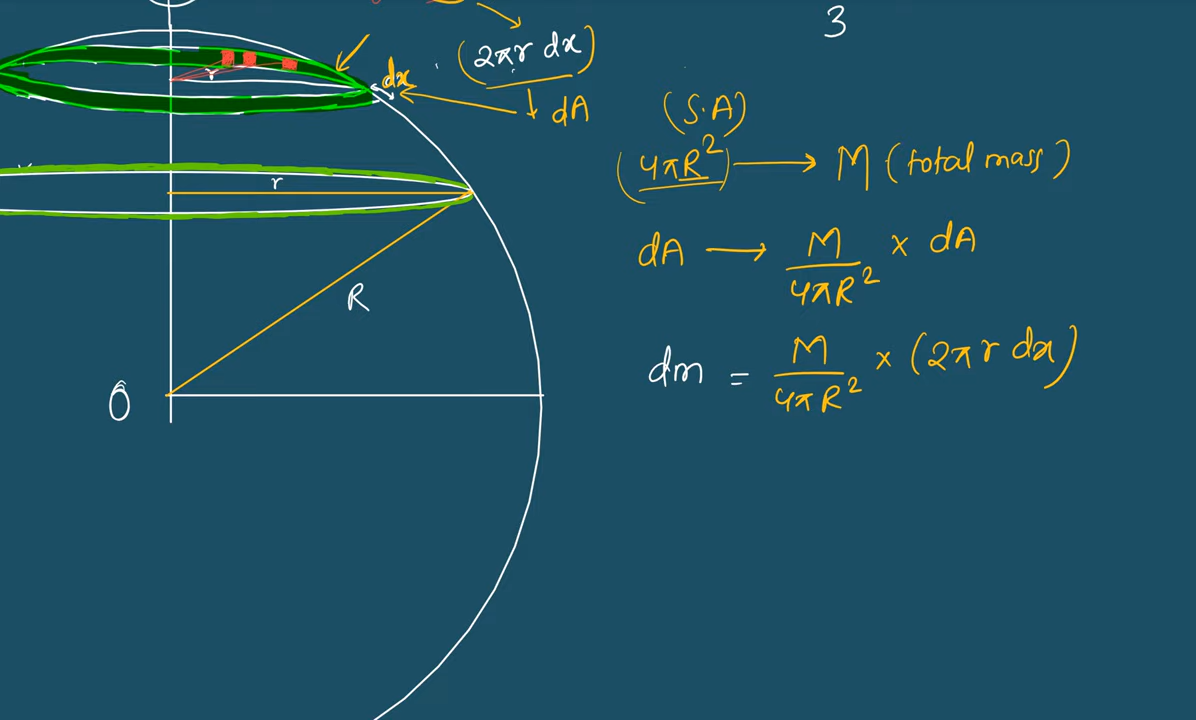 3
(2πr dx)
dx
dA
r
(S.A)
(4πR²) → M (total mass)
r
dA → M/4πR² × dA
R
dm = M/4πR² × (2πr dx)
O